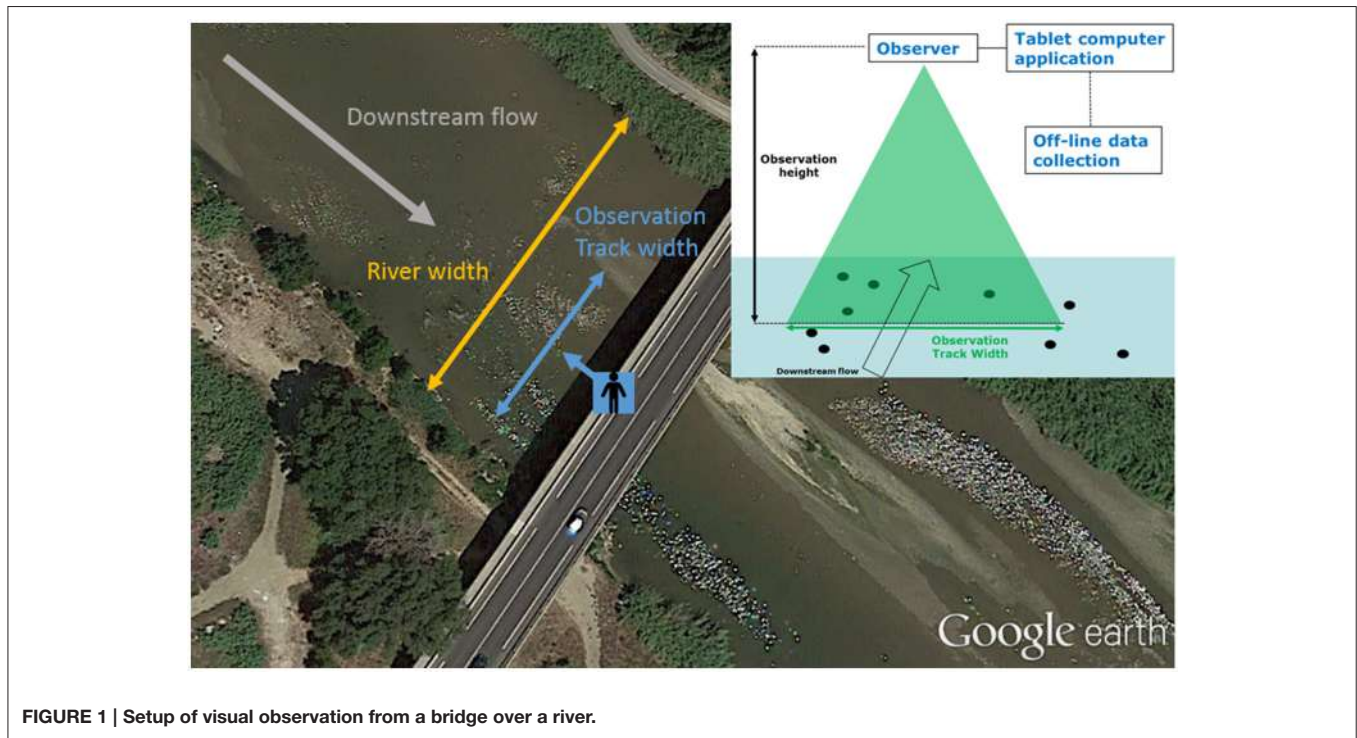 Downstream flow
River width
Observation
Track width
Observer
Tablet computer
application
Off-line data
collection
Observation
height
Observation
Track Width
Downstream flow
Google earth
FIGURE 1 | Setup of visual observation from a bridge over a river.